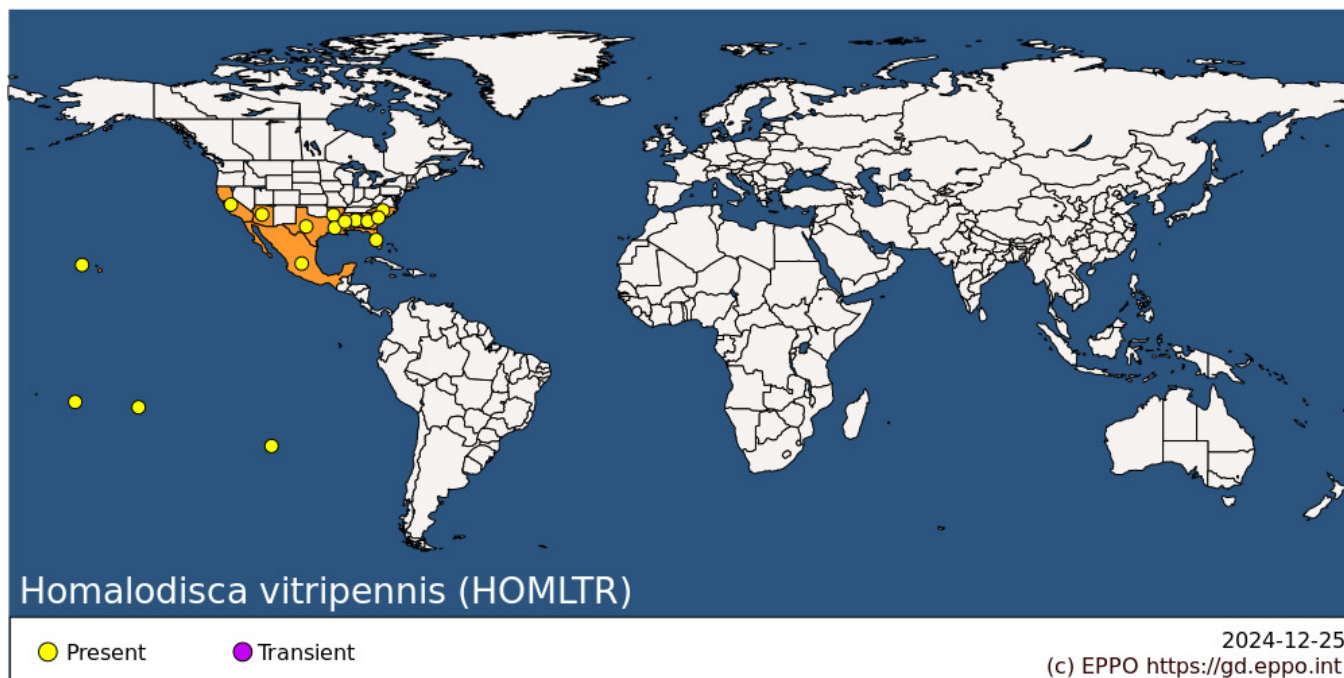 Homalodisca vitripennis (HOMLTR)
Present
Transient
2024-12-25
(c) EPPO https://gd.eppo.int